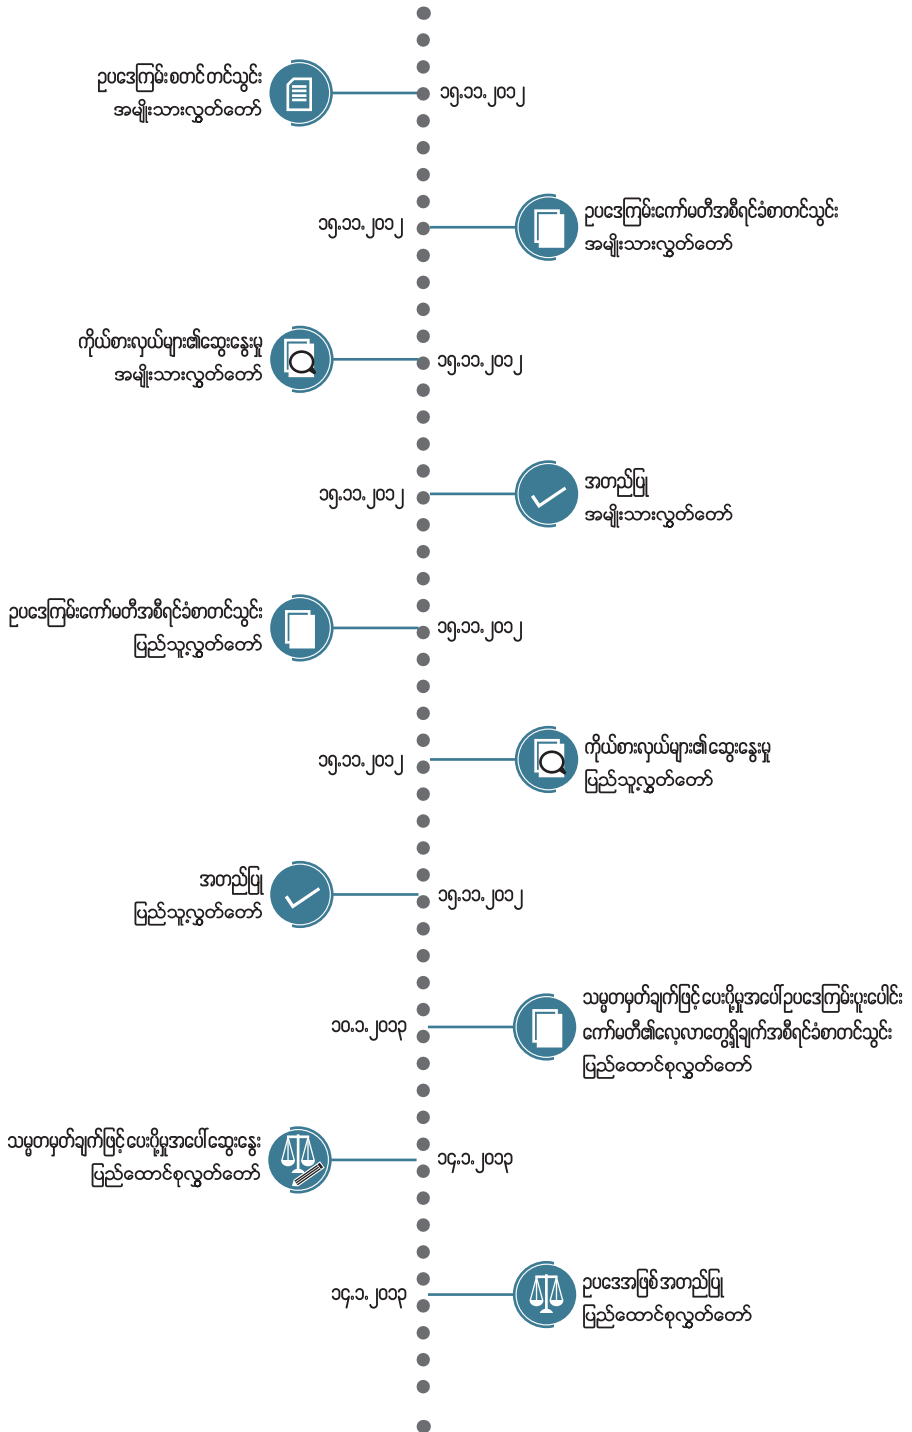 ဥပဒေကြမ်းစတင်တင်သွင်း
အမျိုးသားလွှတ်တော်
၁၅.၁၁.၂၀၁၂
၁၅.၁၁.၂၀၁၂
ဥပဒေကြမ်းကော်မတီအစီရင်ခံစာတင်သွင်း
အမျိုးသားလွှတ်တော်
ကိုယ်စားလှယ်များ၏ဆွေးနွေးမှု
အမျိုးသားလွှတ်တော်
၁၅.၁၁.၂၀၁၂
၁၅.၁၁.၂၀၁၂
အတည်ပြု
အမျိုးသားလွှတ်တော်
ဥပဒေကြမ်းကော်မတီအစီရင်ခံစာတင်သွင်း
ပြည်သူ့လွှတ်တော်
၁၅.၁၁.၂၀၁၂
၁၅.၁၁.၂၀၁၂
ကိုယ်စားလှယ်များ၏ဆွေးနွေးမှု
ပြည်သူ့လွှတ်တော်
အတည်ပြု
ပြည်သူ့လွှတ်တော်
၁၅.၁၁.၂၀၁၂
၁၀.၁.၂၀၁၃
သမ္မတမှတ်ချက်ဖြင့် ပေးပို့မှုအပေါ် ဥပဒေကြမ်းပူးပေါင်း
ကော်မတီ၏လေ့လာတွေ့ရှိချက်အစီရင်ခံစာတင်သွင်း
ပြည်ထောင်စုလွှတ်တော်
သမ္မတမှတ်ချက်ဖြင့် ပေးပို့မှုအပေါ် ဆွေးနွေး
ပြည်ထောင်စုလွှတ်တော်
၁၄.၁.၂၀၁၃
၁၄.၁.၂၀၁၃
ဥပဒေအဖြစ် အတည်ပြု
ပြည်ထောင်စုလွှတ်တော်